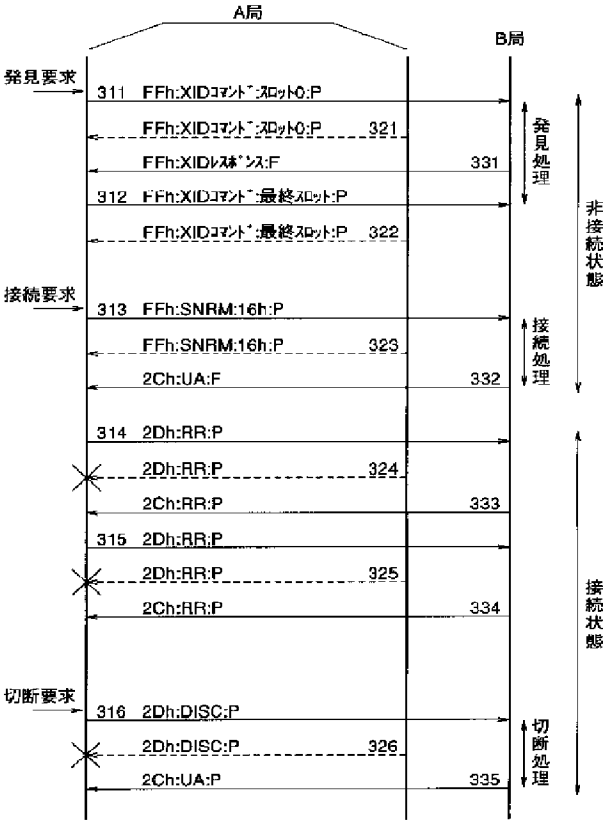 A局
B局
発見要求
311 FFh:XIDコマンド:スロット0:P
FFh:XIDコマンド:スロット0:P 321
FFh:XIDレスポンス:F 331
312 FFh:XIDコマンド:最終スロット:P
FFh:XIDコマンド:最終スロット:P 322
発見処理
非接続状態
接続要求
313 FFh:SNRM:16h:P
FFh:SNRM:16h:P 323
2Ch:UA:F 332
接続処理
314 2Dh:RR:P
2Dh:RR:P 324
2Ch:RR:P 333
315 2Dh:RR:P
2Dh:RR:P 325
2Ch:RR:P 334
接続状態
切断要求
316 2Dh:DISC:P
2Dh:DISC:P 326
2Ch:UA:P 335
切断処理